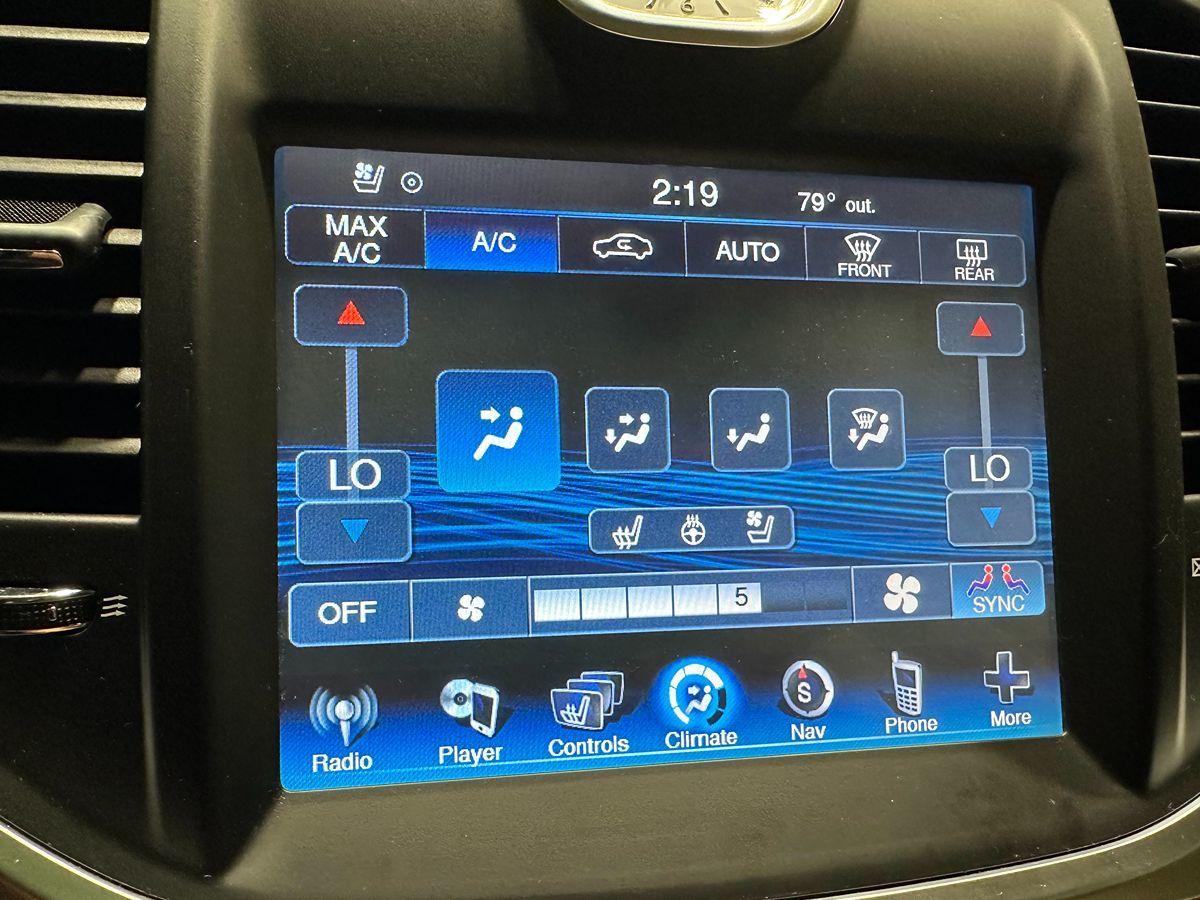 6
2:19
79° out.
MAX
A/C
A/C
AUTO
FRONT
REAR
LO
LO
OFF
5
SYNC
S
Radio
Player
Controls
Climate
Nav
Phone
More